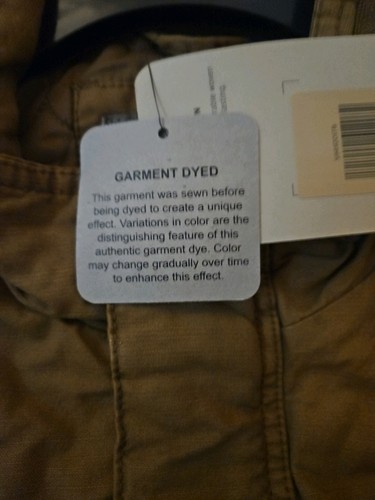 GARMENT DYED
This garment was sewn before
being dyed to create a unique
effect. Variations in color are the
distinguishing feature of this
authentic garment dye. Color
may change gradually over time
to enhance this effect.